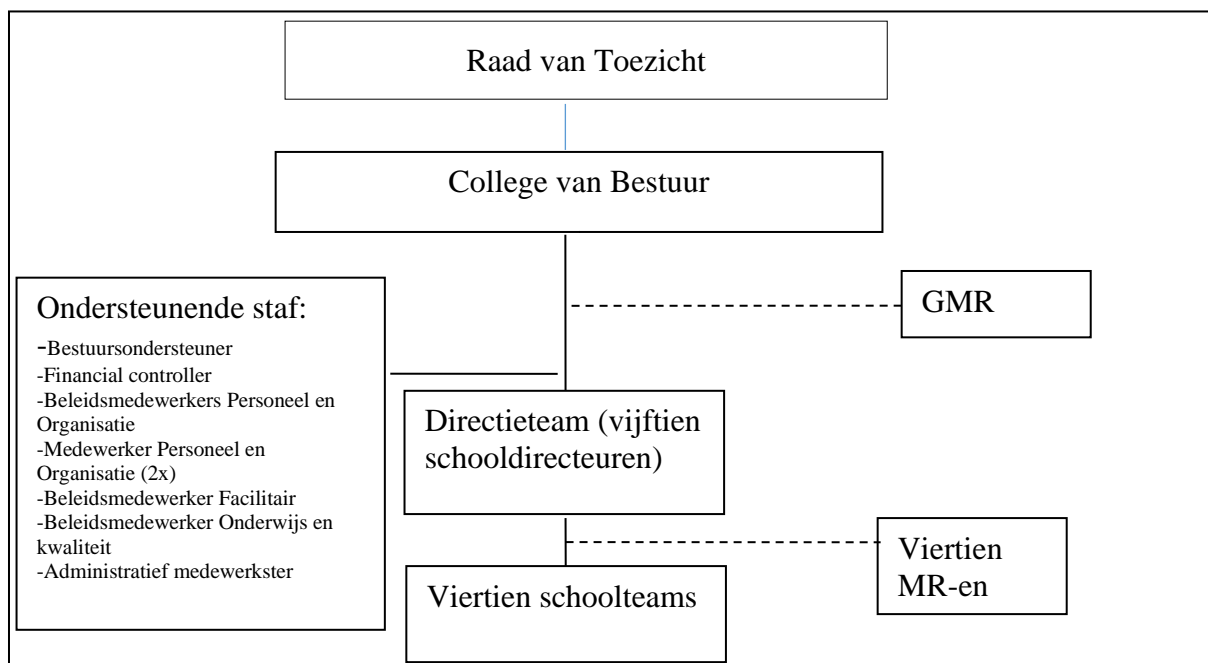 Raad van Toezicht
College van Bestuur
Ondersteunende staf:
-Bestuursondersteuner
-Financial controller
-Beleidsmedewerkers Personeel en
Organisatie
-Medewerker Personeel en
Organisatie (2x)
-Beleidsmedewerker Facilitair
-Beleidsmedewerker Onderwijs en
kwaliteit
-Administratief medewerkster
GMR
Directieteam (vijftien
schooldirecteuren)
Viertien
MR-en
Viertien schoolteams